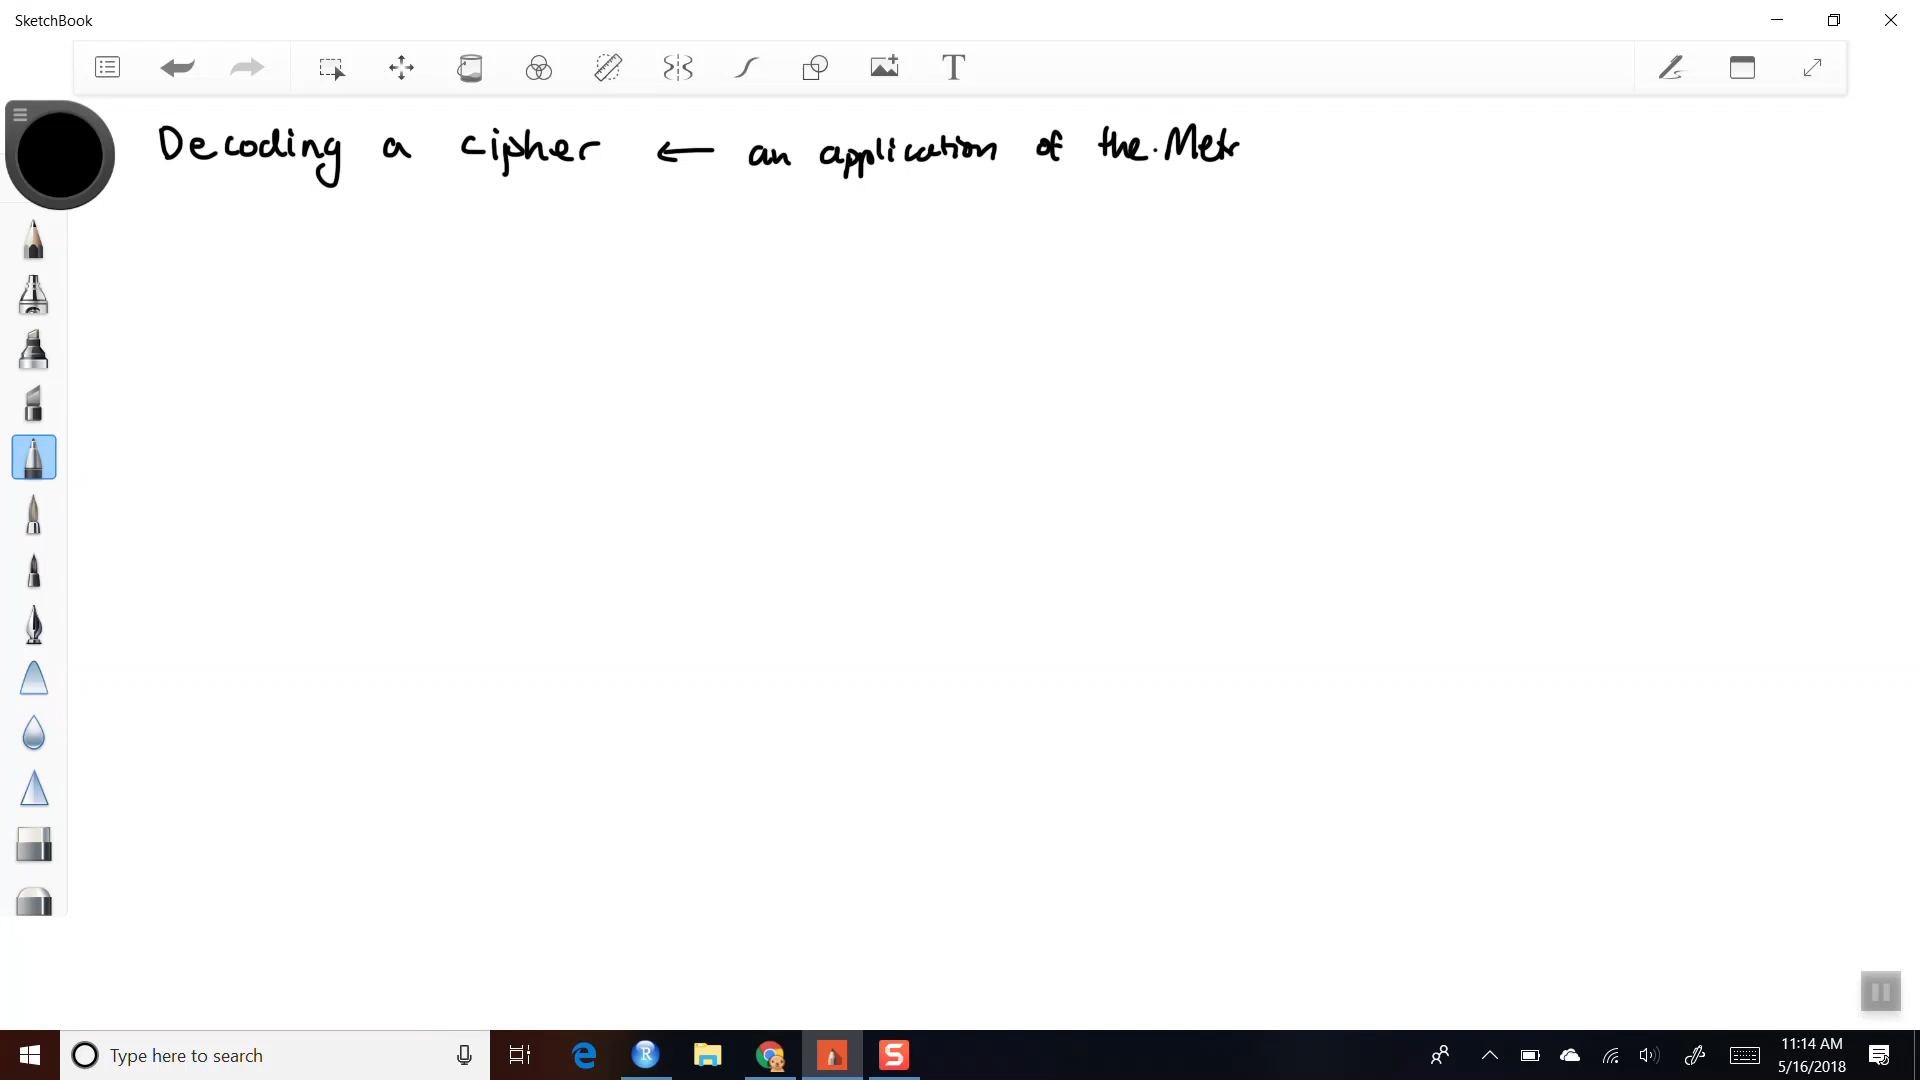 SketchBook
T
Decoding a cipher ← an application of the Metr
Type here to search
11:14 AM
5/16/2018